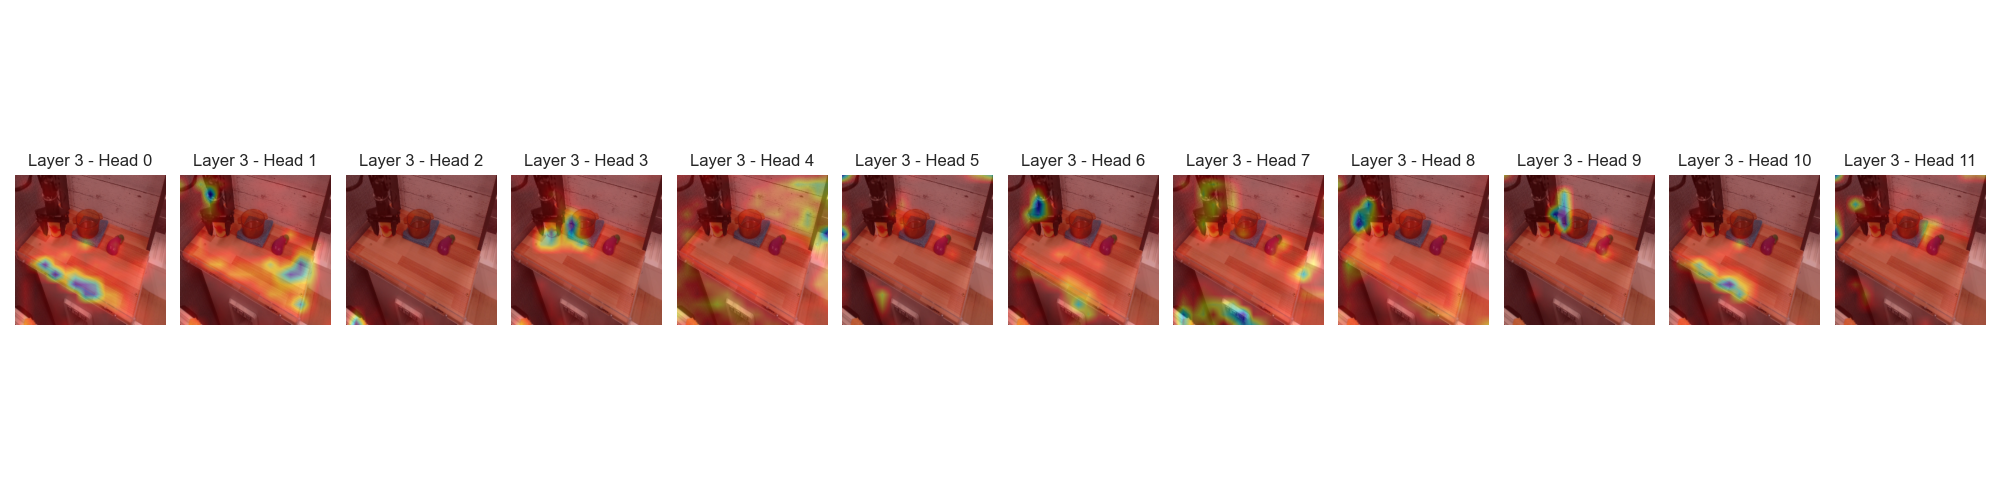 Layer 3 - Head 0
Layer 3 - Head 1
Layer 3 - Head 2
Layer 3 - Head 3
Layer 3 - Head 4
Layer 3 - Head 5
Layer 3 - Head 6
Layer 3 - Head 7
Layer 3 - Head 8
Layer 3 - Head 9
Layer 3 - Head 10
Layer 3 - Head 11